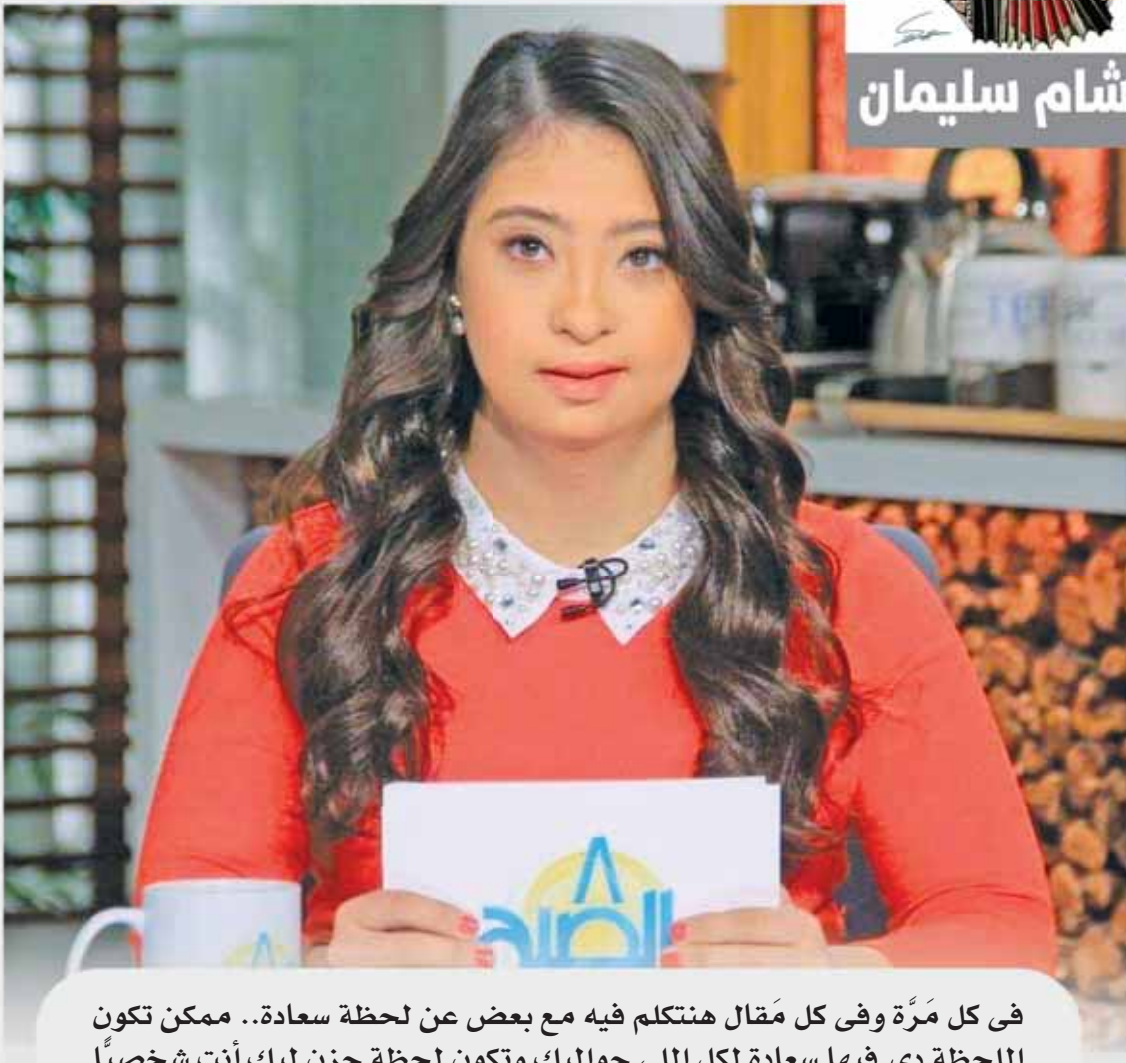 شام سليمان
فى كل مَرَّة وفى كل مَقال هنتكلم فيه مع بعض عن لحظة سعادة.. ممكن تكون
اللحظة دى فيها سعادة لكل اللى حواليك وتكون لحظة حزن ليك أنت شخصيًّا